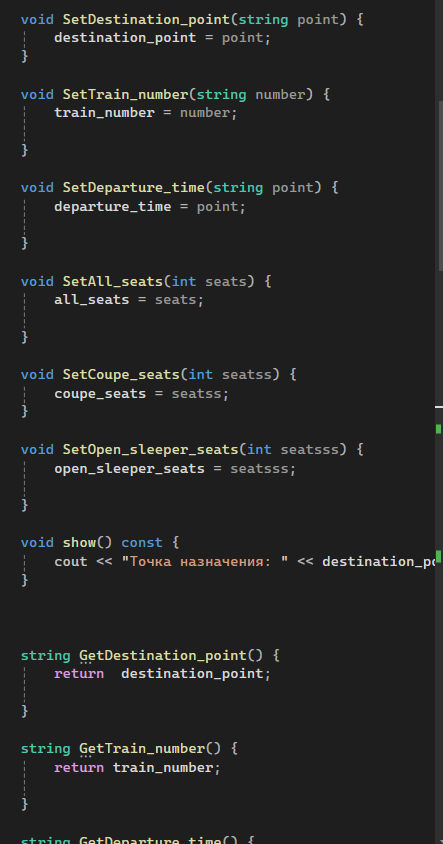 void SetDestination_point(string point) {
destination_point = point;
}
void SetTrain_number(string number) {
train_number = number;
}
void SetDeparture_time(string point) {
departure_time = point;
}
void SetAll_seats(int seats) {
all_seats = seats;
}
void SetCoupe_seats(int seatss) {
coupe_seats = seatss;
}
void SetOpen_sleeper_seats(int seatsss) {
open_sleeper_seats = seatsss;
}
void show() const {
cout << "Точка назначения: " << destination_po
}
string GetDestination_point() {
return  destination_point;
}
string GetTrain_number() {
return train_number;
}
string GetDeparture_time() {